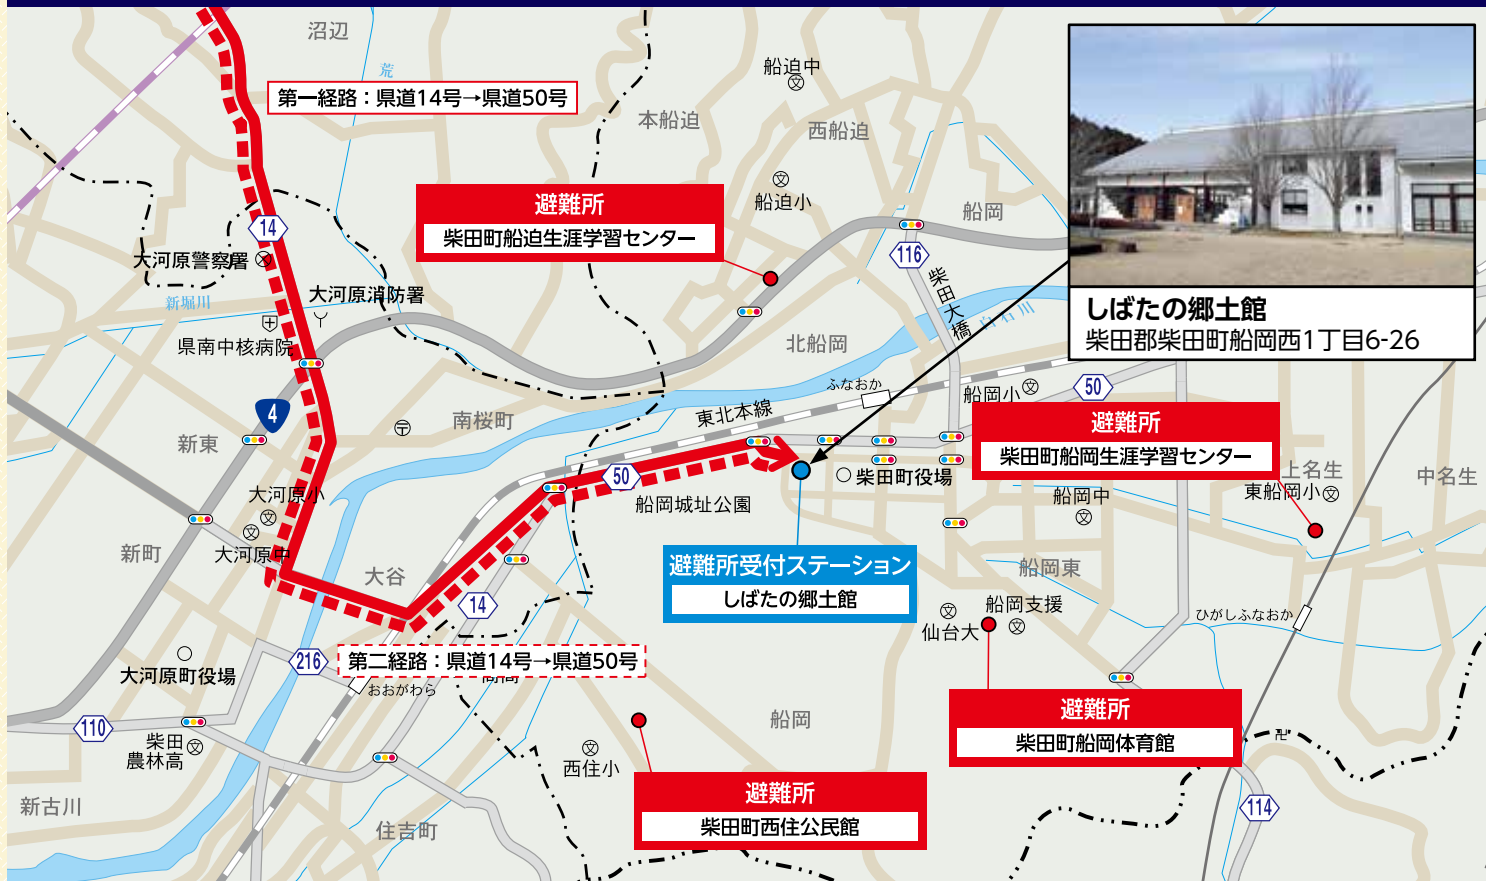 沼辺
荒
第一経路：県道14号→県道50号
船迫中
本船迫
西船迫
避難所
柴田町船迫生涯学習センター
船迫小
船岡
14
116
大河原警察署
柴田大橋
新堀川
大河原消防署
白石川
しばたの郷土館
柴田郡柴田町船岡西1丁目6-26
県南中核病院
北船岡
ふなおか
船岡小
50
4
南桜町
東北本線
新東
避難所
柴田町船岡生涯学習センター
50
柴田町役場
上名生
中名生
大河原小
船岡城址公園
船岡中
東船岡小
新町
大河原中
大谷
避難所受付ステーション
しばたの郷土館
船岡東
14
船岡支援
仙台大
ひがしふなおか
第二経路：県道14号→県道50号
216
大河原町役場
おおがわら
110
柴田
農林高
船岡
避難所
柴田町船岡体育館
西住小
避難所
柴田町西住公民館
新古川
住吉町
114